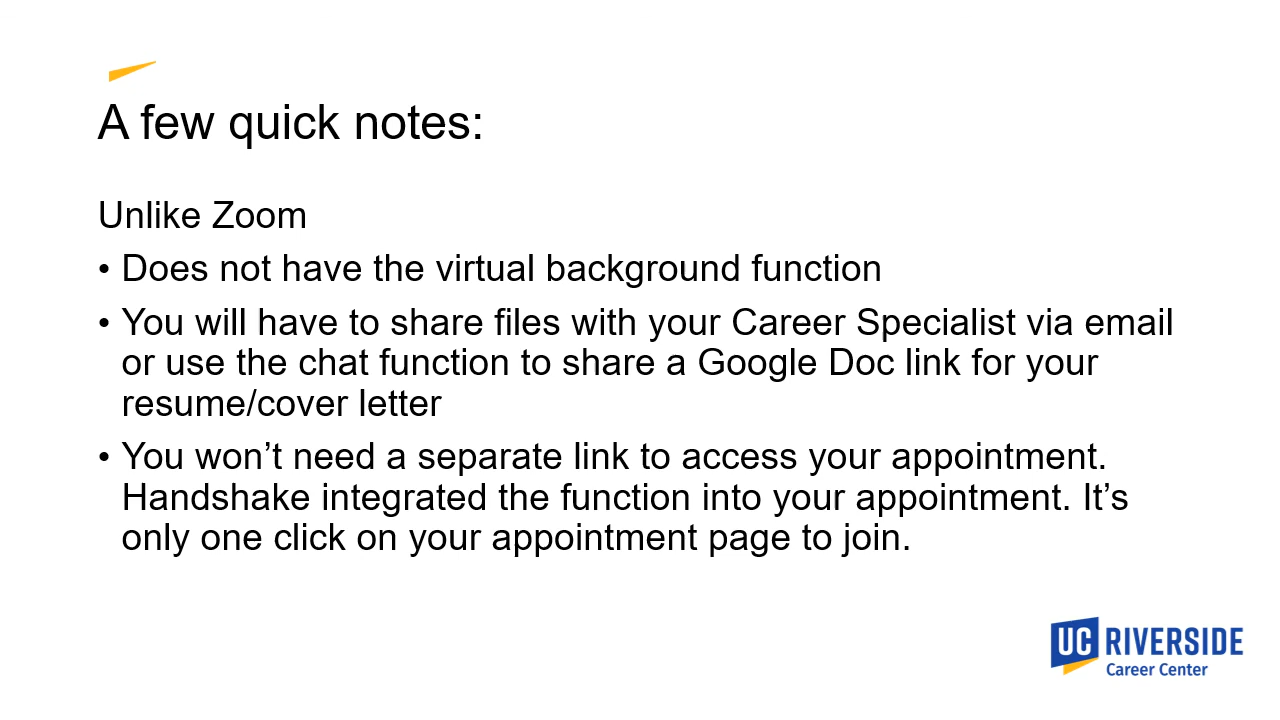 A few quick notes:
Unlike Zoom
• Does not have the virtual background function
• You will have to share files with your Career Specialist via email
or use the chat function to share a Google Doc link for your
resume/cover letter
• You won’t need a separate link to access your appointment.
Handshake integrated the function into your appointment. It’s
only one click on your appointment page to join.
UC RIVERSIDE
Career Center